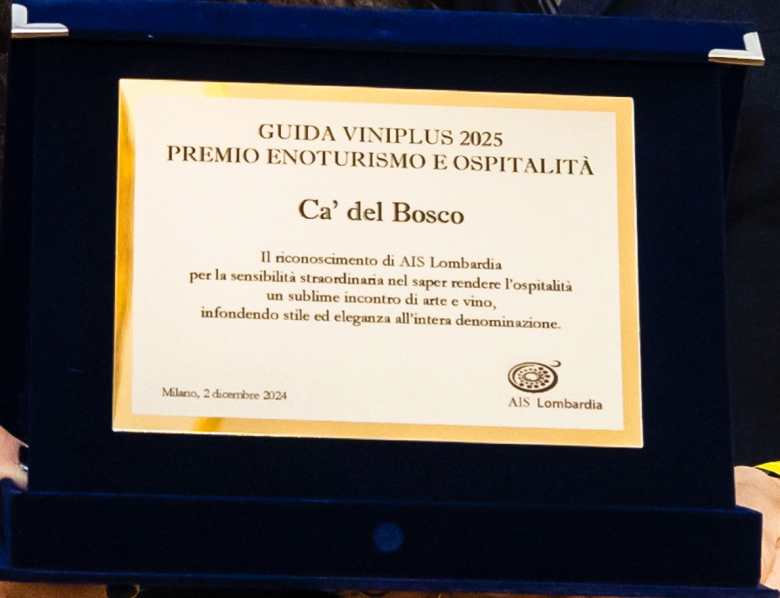 GUIDA VINIPLUS 2025
PREMIO ENOTURISMO E OSPITALITÀ
Ca' del Bosco
Il riconoscimento di AIS Lombardia
per la sensibilità straordinaria nel saper rendere l'ospitalità
un sublime incontro di arte e vino,
infondendo stile ed eleganza all'intera denominazione.
Milano, 2 dicembre 2024
AIS Lombardia